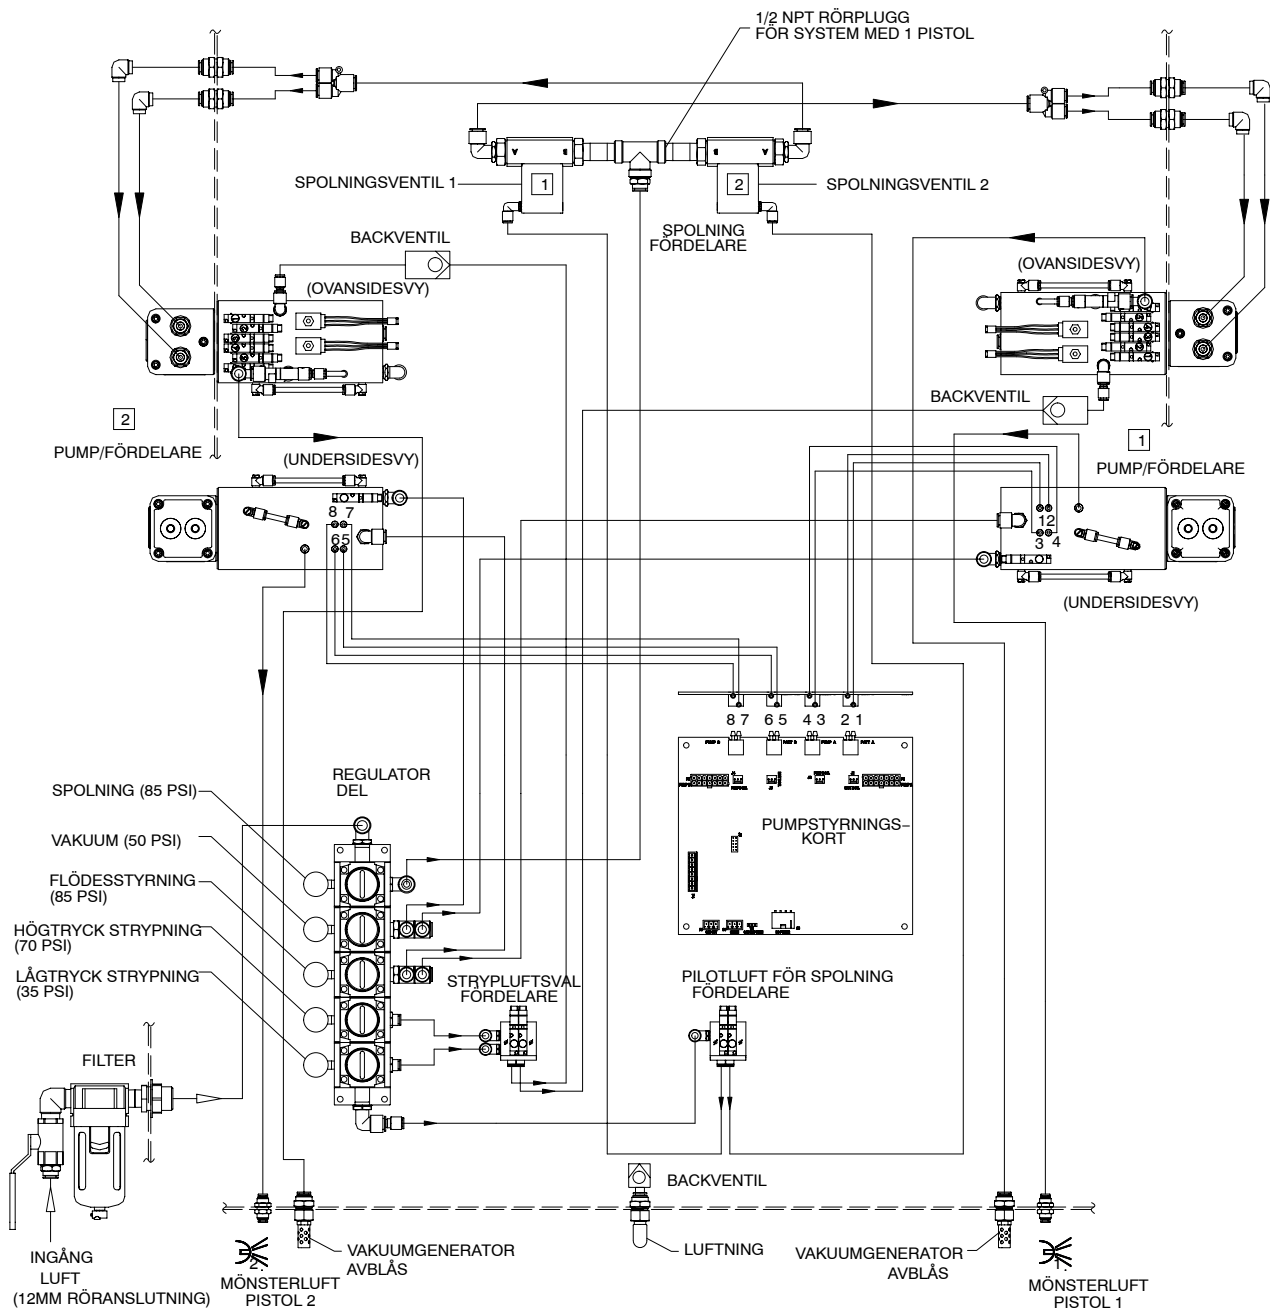 1/2 NPT RÖRPLUGG
FÖR SYSTEM MED 1 PISTOL
A
B
B
A
SPOLNINGSVENTIL 1
1
2
SPOLNINGSVENTIL 2
SPOLNING
FÖRDELARE
BACKVENTIL
(OVANSIDESVY)
(OVANSIDESVY)
BACKVENTIL
2
PUMP/FÖRDELARE
1
PUMP/FÖRDELARE
(UNDERSIDESVY)
8 7
6 5
1 2
3 4
(UNDERSIDESVY)
8 7 6 5 4 3 2 1
REGULATOR
DEL
SPOLNING (85 PSI)
VAKUUM (50 PSI)
FLÖDESSTYRNING
(85 PSI)
HÖGTRYCK STRYPNING
(70 PSI)
LÅGTRYCK STRYPNING
(35 PSI)
PUMPSTYRNINGS–
KORT
STRYPLUFTSVAL
FÖRDELARE
PILOTLUFT FÖR SPOLNING
FÖRDELARE
FILTER
BACKVENTIL
INGÅNG
LUFT
(12MM RÖRANSLUTNING)
2.
MÖNSTERLUFT
PISTOL 2
VAKUUMGENERATOR
AVBLÅS
LUFTNING
VAKUUMGENERATOR
AVBLÅS
1.
MÖNSTERLUFT
PISTOL 1